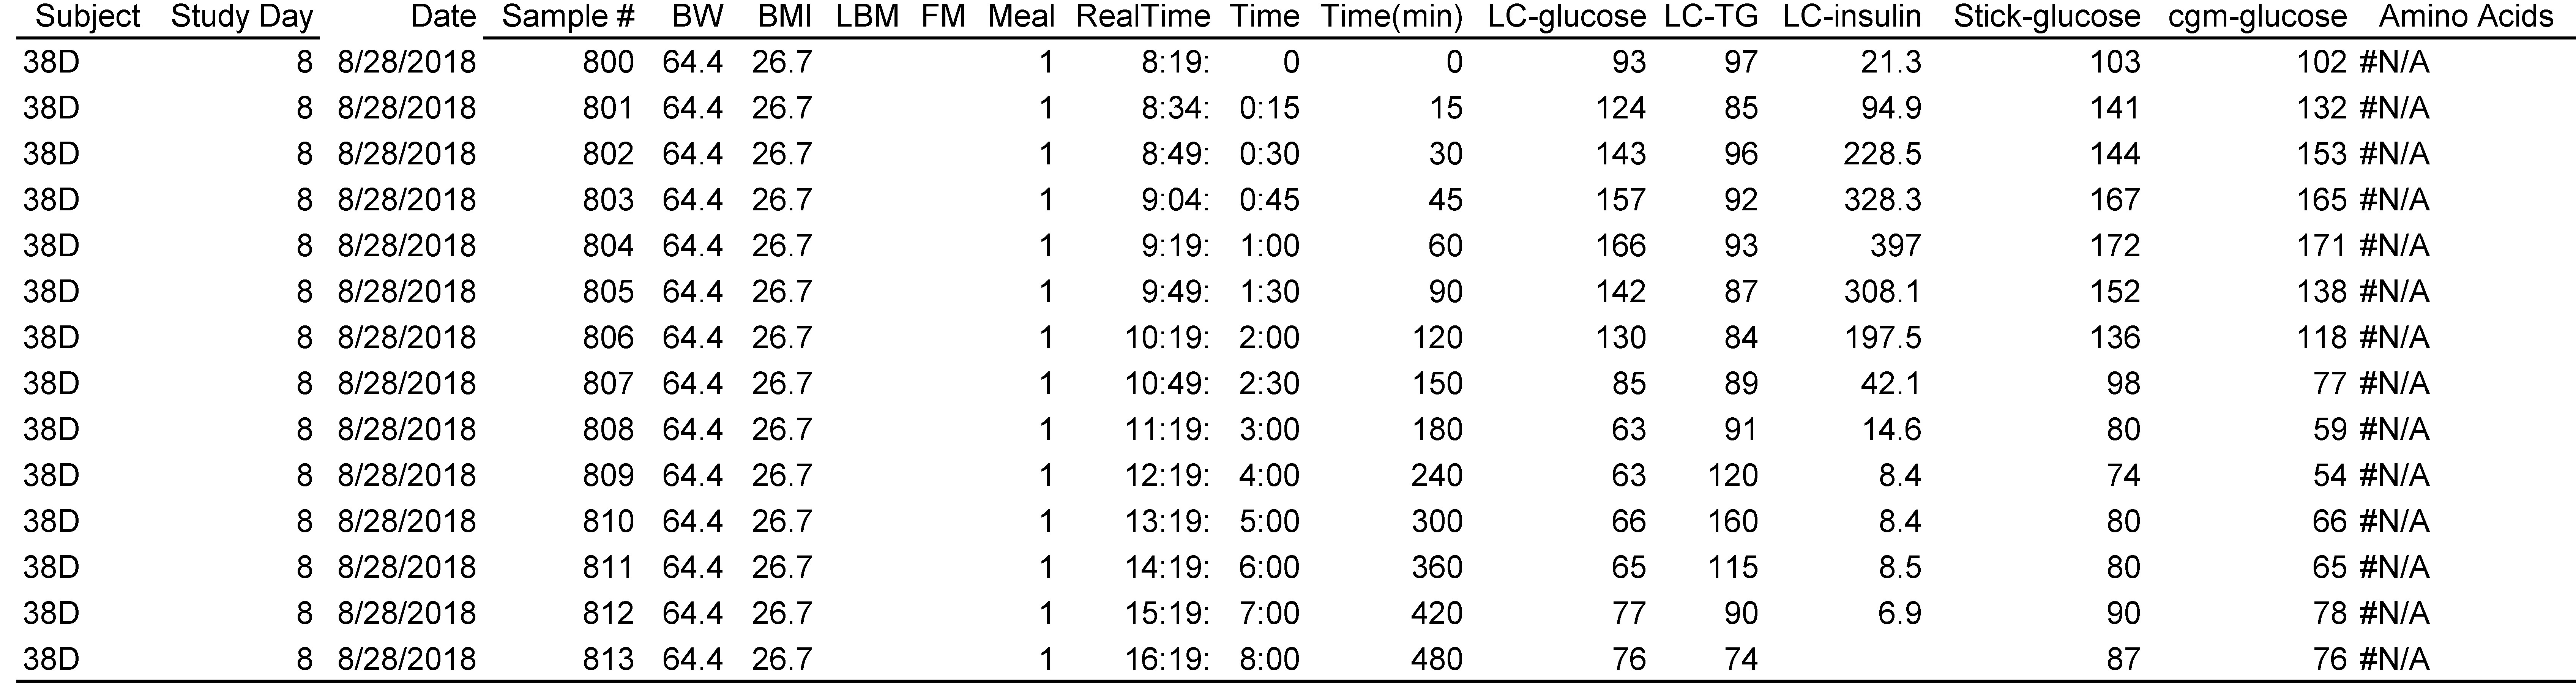 Subject Study Day Date Sample # BW BMI LBM FM Meal RealTime Time Time(min) LC-glucose LC-TG LC-insulin Stick-glucose cgm-glucose Amino Acids
38D 8 8/28/2018 800 64.4 26.7 1 8:19: 0 0 93 97 21.3 103 102 #N/A
38D 8 8/28/2018 801 64.4 26.7 1 8:34: 0:15 15 124 85 94.9 141 132 #N/A
38D 8 8/28/2018 802 64.4 26.7 1 8:49: 0:30 30 143 96 228.5 144 153 #N/A
38D 8 8/28/2018 803 64.4 26.7 1 9:04: 0:45 45 157 92 328.3 167 165 #N/A
38D 8 8/28/2018 804 64.4 26.7 1 9:19: 1:00 60 166 93 397 172 171 #N/A
38D 8 8/28/2018 805 64.4 26.7 1 9:49: 1:30 90 142 87 308.1 152 138 #N/A
38D 8 8/28/2018 806 64.4 26.7 1 10:19: 2:00 120 130 84 197.5 136 118 #N/A
38D 8 8/28/2018 807 64.4 26.7 1 10:49: 2:30 150 85 89 42.1 98 77 #N/A
38D 8 8/28/2018 808 64.4 26.7 1 11:19: 3:00 180 63 91 14.6 80 59 #N/A
38D 8 8/28/2018 809 64.4 26.7 1 12:19: 4:00 240 63 120 8.4 74 54 #N/A
38D 8 8/28/2018 810 64.4 26.7 1 13:19: 5:00 300 66 160 8.4 80 66 #N/A
38D 8 8/28/2018 811 64.4 26.7 1 14:19: 6:00 360 65 115 8.5 80 65 #N/A
38D 8 8/28/2018 812 64.4 26.7 1 15:19: 7:00 420 77 90 6.9 90 78 #N/A
38D 8 8/28/2018 813 64.4 26.7 1 16:19: 8:00 480 76 74 87 76 #N/A